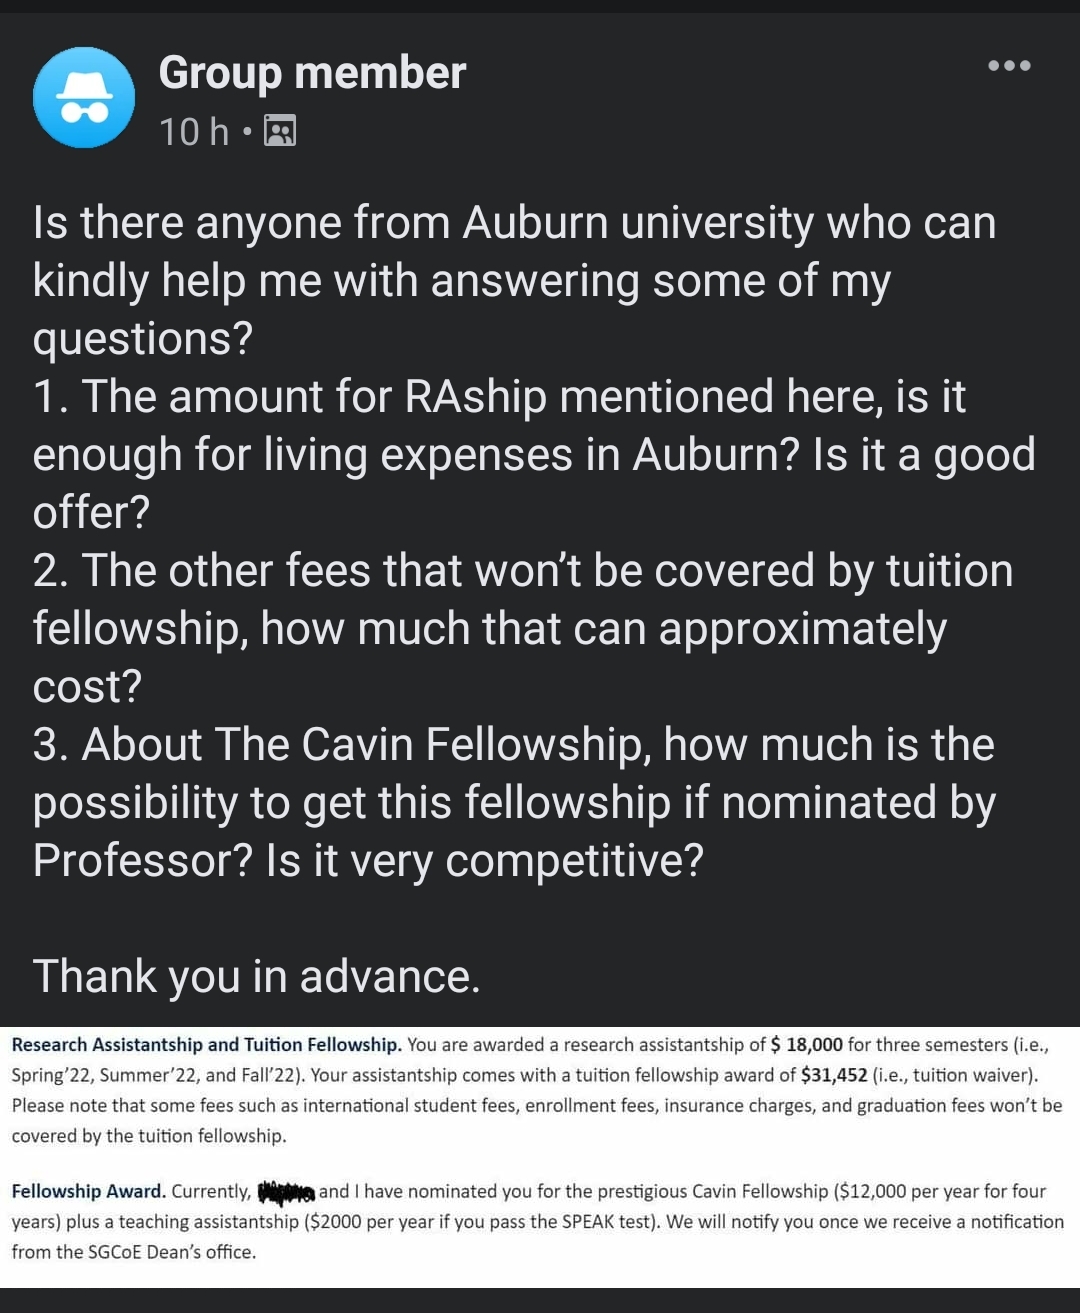 Group member
10 h •
Is there anyone from Auburn university who can
kindly help me with answering some of my
questions?
1. The amount for RAship mentioned here, is it
enough for living expenses in Auburn? Is it a good
offer?
2. The other fees that won't be covered by tuition
fellowship, how much that can approximately
cost?
3. About The Cavin Fellowship, how much is the
possibility to get this fellowship if nominated by
Professor? Is it very competitive?
Thank you in advance.
Research Assistantship and Tuition Fellowship. You are awarded a research assistantship of $ 18,000 for three semesters (i.e.,
Spring'22, Summer'22, and Fall'22). Your assistantship comes with a tuition fellowship award of $31,452 (i.e., tuition waiver).
Please note that some fees such as international student fees, enrollment fees, insurance charges, and graduation fees won't be
covered by the tuition fellowship.
Fellowship Award. Currently, and I have nominated you for the prestigious Cavin Fellowship ($12,000 per year for four
years) plus a teaching assistantship ($2000 per year if you pass the SPEAK test). We will notify you once we receive a notification
from the SGCoE Dean's office.